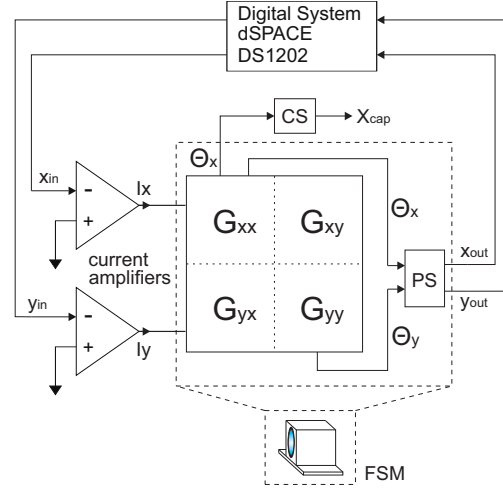 Digital System
dSPACE
DS1202
CS
Xcap
Θx
xin
-
+
Ix
current
amplifiers
yin
-
+
Iy
Gxx
Gxy
Gyx
Gyy
Θx
Θy
PS
xout
yout
FSM